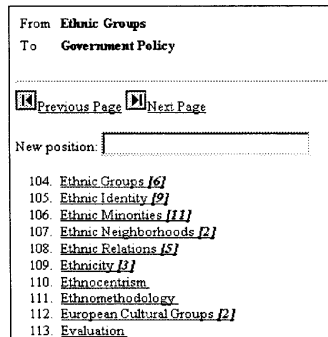 From Ethnic Groups
To Government Policy
Previous Page Next Page
New position:
104. Ethnic Groups [6]
105. Ethnic Identity [9]
106. Ethnic Minorities [11]
107. Ethnic Neighborhoods [2]
108. Ethnic Relations [5]
109. Ethnicity [3]
110. Ethnocentrism
111. Ethnomethodology
112. European Cultural Groups [2]
113. Evaluation